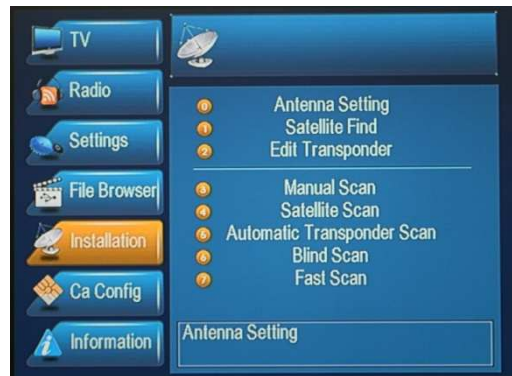 TV
Radio
Settings
File Browser
Installation
Ca Config
Information
0 Antenna Setting
1 Satellite Find
2 Edit Transponder
3 Manual Scan
4 Satellite Scan
5 Automatic Transponder Scan
6 Blind Scan
7 Fast Scan
Antenna Setting